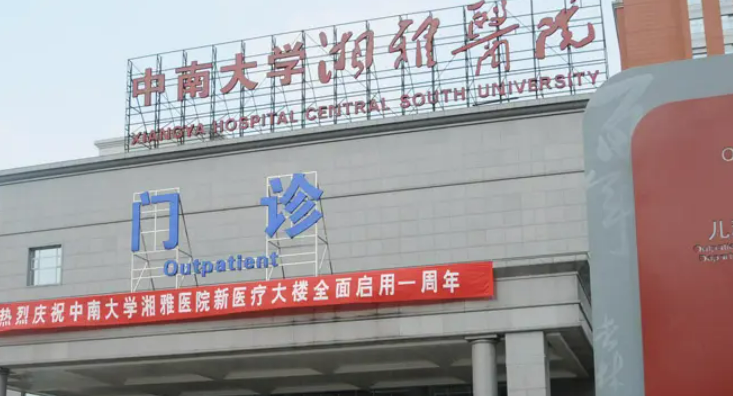 中南大学湘雅醫院
XIANGYA HOSPITAL CENTRAL SOUTH UNIVERSITY
门诊
Outpatient
热烈庆祝中南大学湘雅医院新医疗大楼全面启用一周年
儿